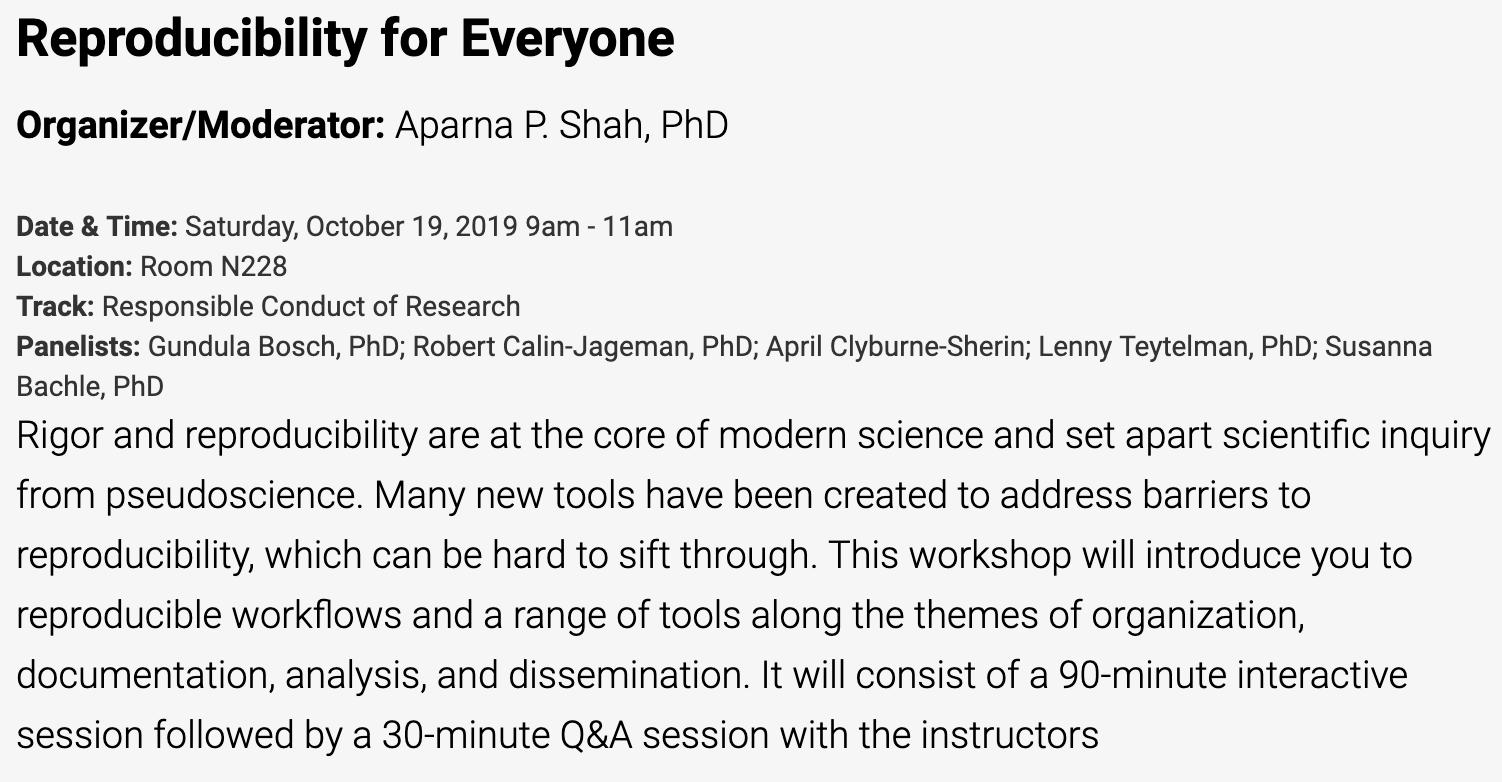 Reproducibility for Everyone
Organizer/Moderator: Aparna P. Shah, PhD
Date & Time: Saturday, October 19, 2019 9am - 11am
Location: Room N228
Track: Responsible Conduct of Research
Panelists: Gundula Bosch, PhD; Robert Calin-Jageman, PhD; April Clyburne-Sherin; Lenny Teytelman, PhD; Susanna
Bachle, PhD
Rigor and reproducibility are at the core of modern science and set apart scientific inquiry
from pseudoscience. Many new tools have been created to address barriers to
reproducibility, which can be hard to sift through. This workshop will introduce you to
reproducible workflows and a range of tools along the themes of organization,
documentation, analysis, and dissemination. It will consist of a 90-minute interactive
session followed by a 30-minute Q&A session with the instructors